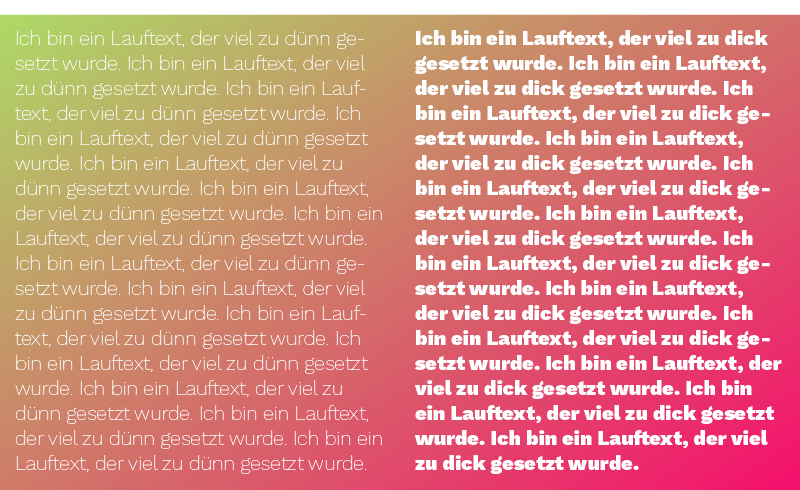 Ich bin ein Lauftext, der viel zu dünn ge-
setzt wurde. Ich bin ein Lauftext, der viel
zu dünn gesetzt wurde. Ich bin ein Lauf-
text, der viel zu dünn gesetzt wurde. Ich
bin ein Lauftext, der viel zu dünn gesetzt
wurde. Ich bin ein Lauftext, der viel zu
dünn gesetzt wurde. Ich bin ein Lauftext,
der viel zu dünn gesetzt wurde. Ich bin ein
Lauftext, der viel zu dünn gesetzt wurde.
Ich bin ein Lauftext, der viel zu dünn ge-
setzt wurde. Ich bin ein Lauftext, der viel
zu dünn gesetzt wurde. Ich bin ein Lauf-
text, der viel zu dünn gesetzt wurde. Ich
bin ein Lauftext, der viel zu dünn gesetzt
wurde. Ich bin ein Lauftext, der viel zu
dünn gesetzt wurde. Ich bin ein Lauftext,
der viel zu dünn gesetzt wurde. Ich bin ein
Lauftext, der viel zu dünn gesetzt wurde.
Ich bin ein Lauftext, der viel zu dick
gesetzt wurde. Ich bin ein Lauftext,
der viel zu dick gesetzt wurde. Ich
bin ein Lauftext, der viel zu dick ge-
setzt wurde. Ich bin ein Lauftext,
der viel zu dick gesetzt wurde. Ich
bin ein Lauftext, der viel zu dick ge-
setzt wurde. Ich bin ein Lauftext,
der viel zu dick gesetzt wurde. Ich
bin ein Lauftext, der viel zu dick ge-
setzt wurde. Ich bin ein Lauftext,
der viel zu dick gesetzt wurde. Ich
bin ein Lauftext, der viel zu dick ge-
setzt wurde. Ich bin ein Lauftext, der
viel zu dick gesetzt wurde. Ich bin
ein Lauftext, der viel zu dick gesetzt
wurde. Ich bin ein Lauftext, der viel
zu dick gesetzt wurde.